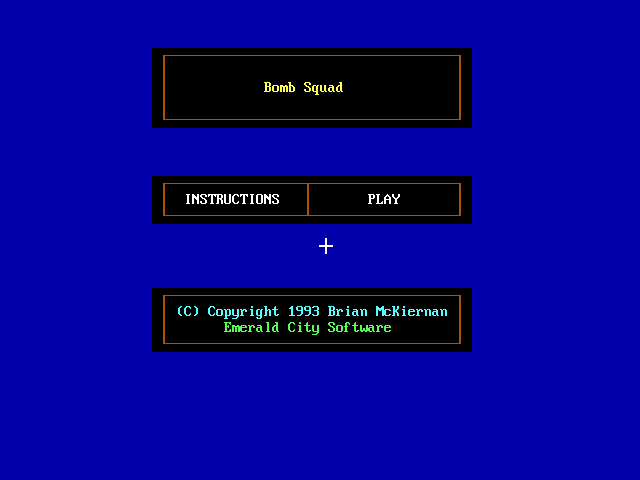 Bomb Squad
INSTRUCTIONS PLAY
(C) Copyright 1993 Brian McKiernan
Emerald City Software